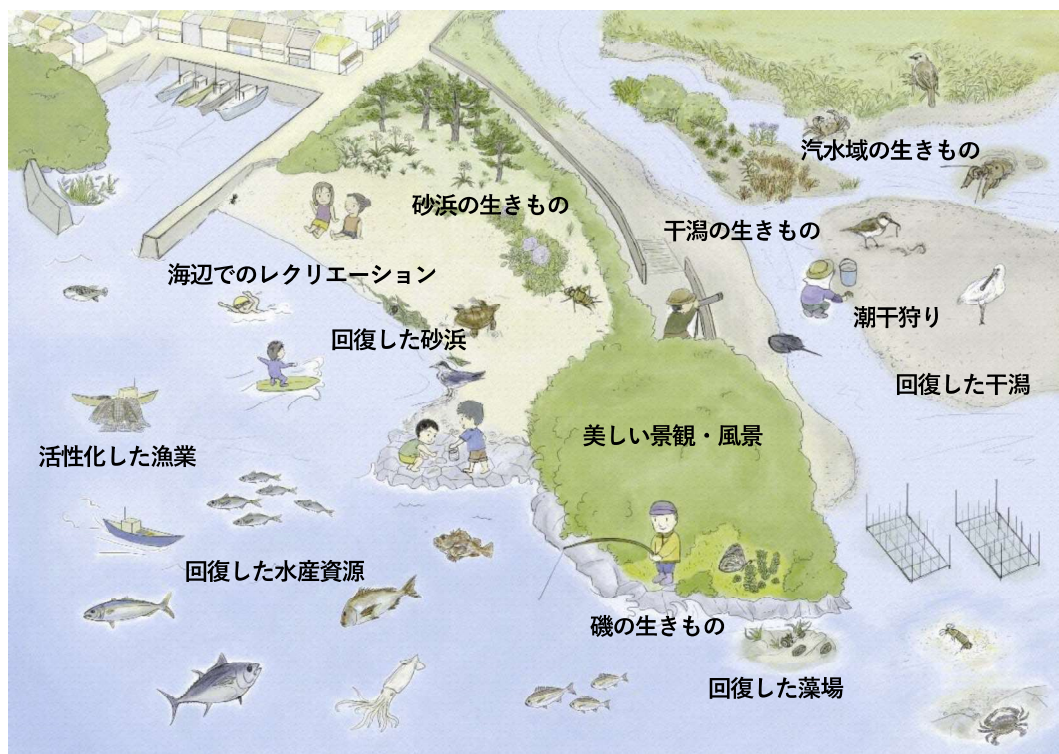 汽水域の生きもの
砂浜の生きもの
干潟の生きもの
海辺でのレクリエーション
潮干狩り
回復した砂浜
回復した干潟
美しい景観・風景
活性化した漁業
回復した水産資源
磯の生きもの
回復した藻場